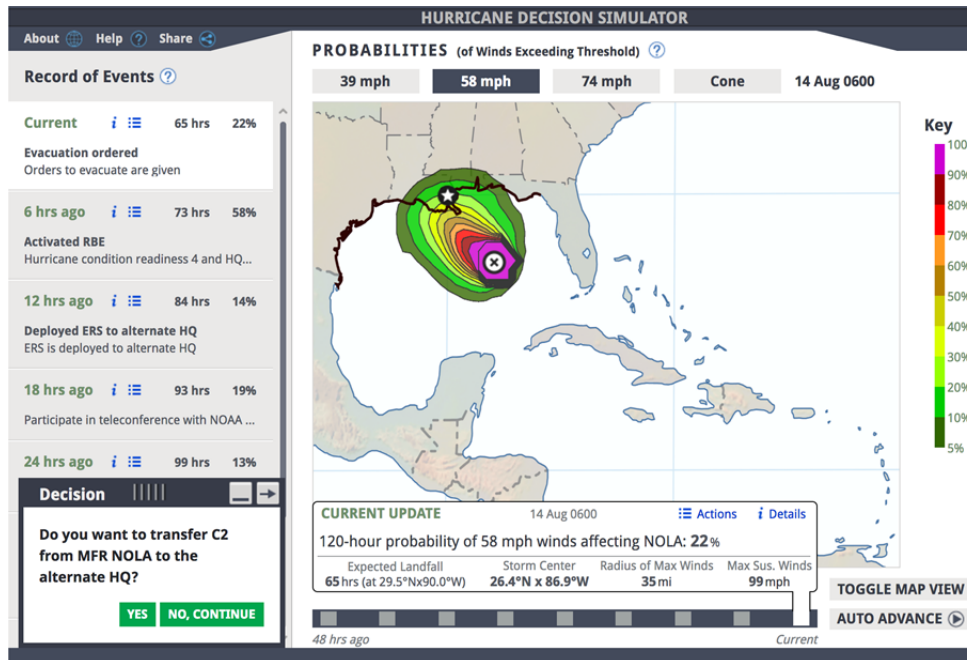 HURRICANE DECISION SIMULATOR
About Help ? Share
Record of Events ?
Current i 65 hrs 22%
Evacuation ordered
Orders to evacuate are given
6 hrs ago i 73 hrs 58%
Activated RBE
Hurricane condition readiness 4 and HQ...
12 hrs ago i 84 hrs 14%
Deployed ERS to alternate HQ
ERS is deployed to alternate HQ
18 hrs ago i 93 hrs 19%
Participate in teleconference with NOAA ...
24 hrs ago i 99 hrs 13%
Decision
Do you want to transfer C2
from MFR NOLA to the
alternate HQ?
YES NO, CONTINUE
PROBABILITIES (of Winds Exceeding Threshold) ?
39 mph 58 mph 74 mph Cone 14 Aug 0600
Key
100
90%
80%
70%
60%
50%
40%
30%
20%
10%
5%
CURRENT UPDATE 14 Aug 0600 Actions i Details
120-hour probability of 58 mph winds affecting NOLA: 22%
Expected Landfall Storm Center Radius of Max Winds Max Sus. Winds
65 hrs (at 29.5°Nx90.0°W) 26.4°N x 86.9°W 35 mi 99 mph
48 hrs ago Current
TOGGLE MAP VIEW
AUTO ADVANCE